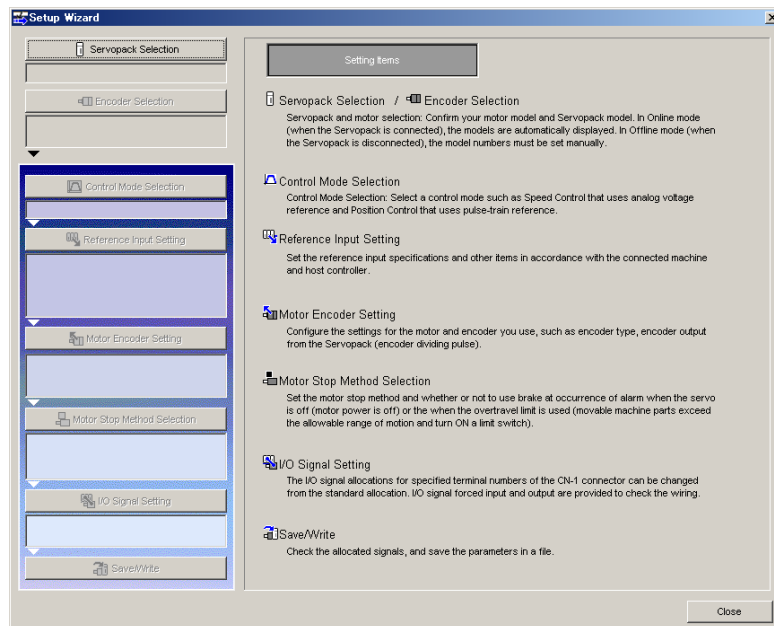 Setup Wizard
Servopack Selection
Encoder Selection
Control Mode Selection
Reference Input Setting
Motor Encoder Setting
Motor Stop Method Selection
I/O Signal Setting
Save/Write
Setting Items
Servopack Selection / Encoder Selection
Servopack and motor selection: Confirm your motor model and Servopack model. In Online mode
(when the Servopack is connected), the models are automatically displayed. In Offline mode (when
the Servopack is disconnected), the model numbers must be set manually.
Control Mode Selection
Control Mode Selection: Select a control mode such as Speed Control that uses analog voltage
reference and Position Control that uses pulse-train reference.
Reference Input Setting
Set the reference input specifications and other items in accordance with the connected machine
and host controller.
Motor Encoder Setting
Configure the settings for the motor and encoder you use, such as encoder type, encoder output
from the Servopack (encoder dividing pulse).
Motor Stop Method Selection
Set the motor stop method and whether or not to use brake at occurrence of alarm when the servo
is off (motor power is off) or the when the overtravel limit is used (movable machine parts exceed
the allowable range of motion and turn ON a limit switch).
I/O Signal Setting
The I/O signal allocations for specified terminal numbers of the CN-1 connector can be changed
from the standard allocation. I/O signal forced input and output are provided to check the wiring.
Save/Write
Check the allocated signals, and save the parameters in a file.
Close